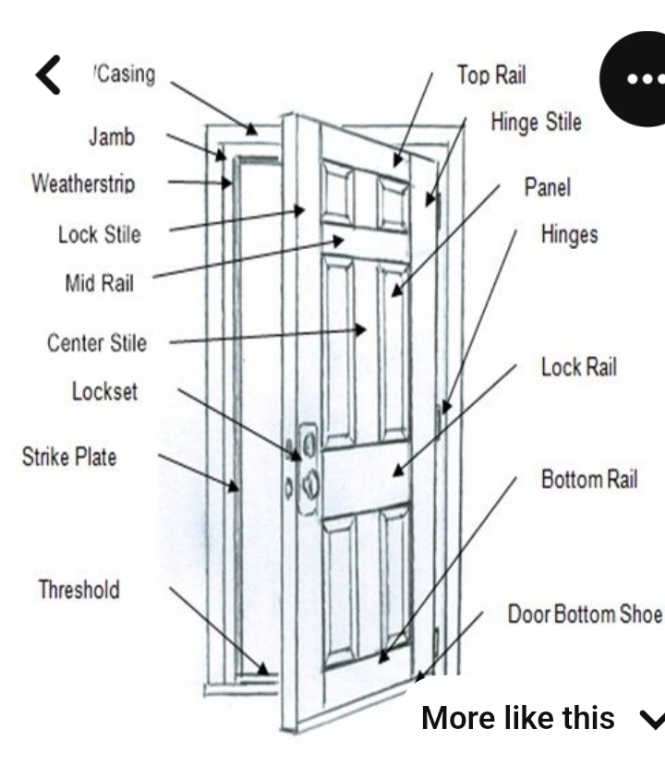 /Casing
Top Rail
Hinge Stile
Jamb
Weatherstrip
Panel
Lock Stile
Hinges
Mid Rail
Center Stile
Lock Rail
Lockset
Strike Plate
Bottom Rail
Threshold
Door Bottom Shoe
More like this